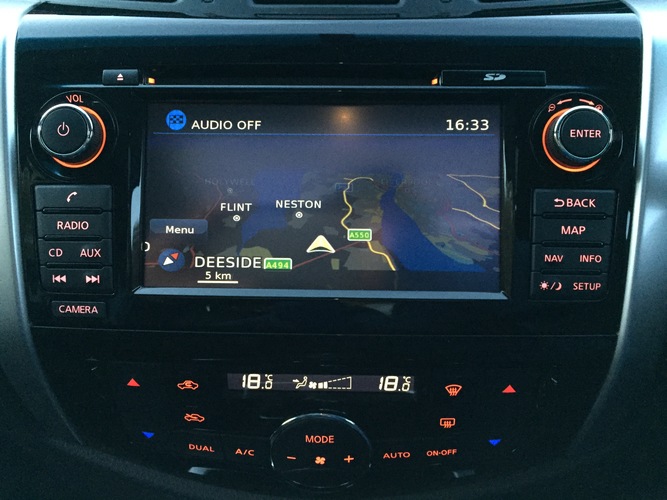 VOL
SD
AUDIO OFF
16:33
ENTER
HOLYWELL
FLINT
NESTON
Menu
A550
DEESIDE
A494
5 km
RADIO
CD
AUX
CAMERA
BACK
MAP
NAV
INFO
SETUP
18.0°C
18.0°C
DUAL
A/C
MODE
- +
AUTO
ON·OFF